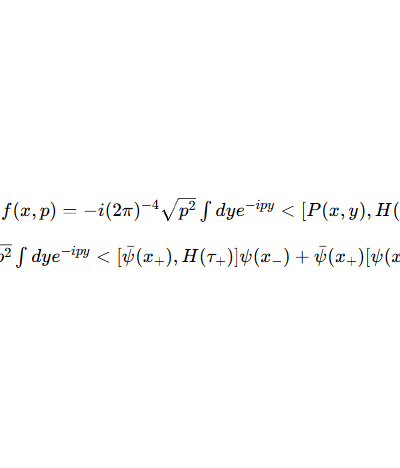 f(x,p) = −i(2π)⁻⁴√p² ∫ dye⁻ⁱᵖʸ < [P(x,y), H(
p² ∫ dye⁻ⁱᵖʸ < [ψ̄(x₊), H(τ₊)]ψ(x₋) + ψ̄(x₊)[ψ(x